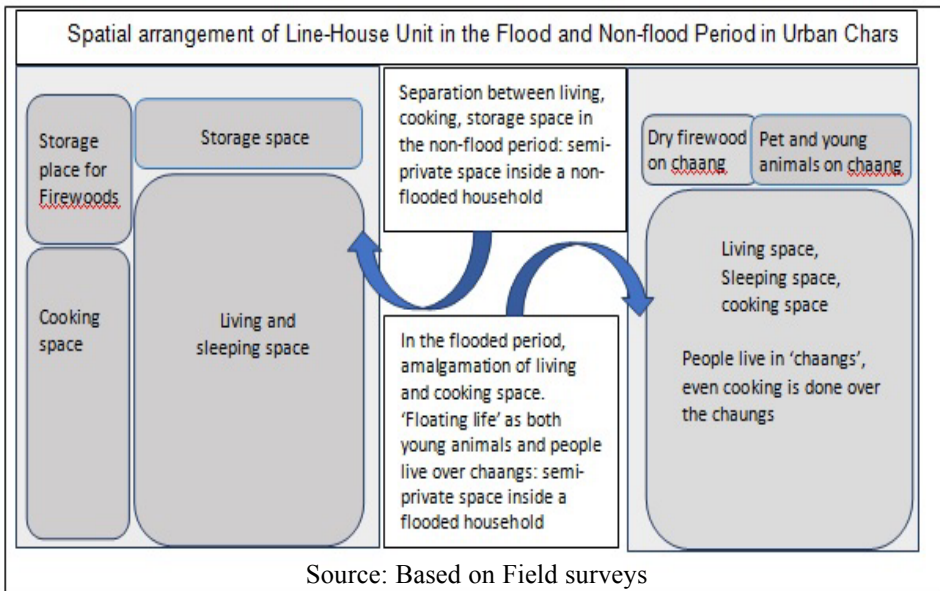 Spatial arrangement of Line-House Unit in the Flood and Non-flood Period in Urban Chars
Storage
place for
Firewoods
Storage space
Cooking
space
Living and
sleeping space
Separation between living,
cooking, storage space in
the non-flood period: semi-
private space inside a non-
flooded household
In the flooded period,
amalgamation of living
and cooking space.
'Floating life' as both
young animals and people
live over chaangs: semi-
private space inside a
flooded household
Dry firewood
on chaang
Pet and young
animals on chaang
Living space,
Sleeping space,
cooking space
People live in 'chaangs',
even cooking is done over
the chaungs
Source: Based on Field surveys